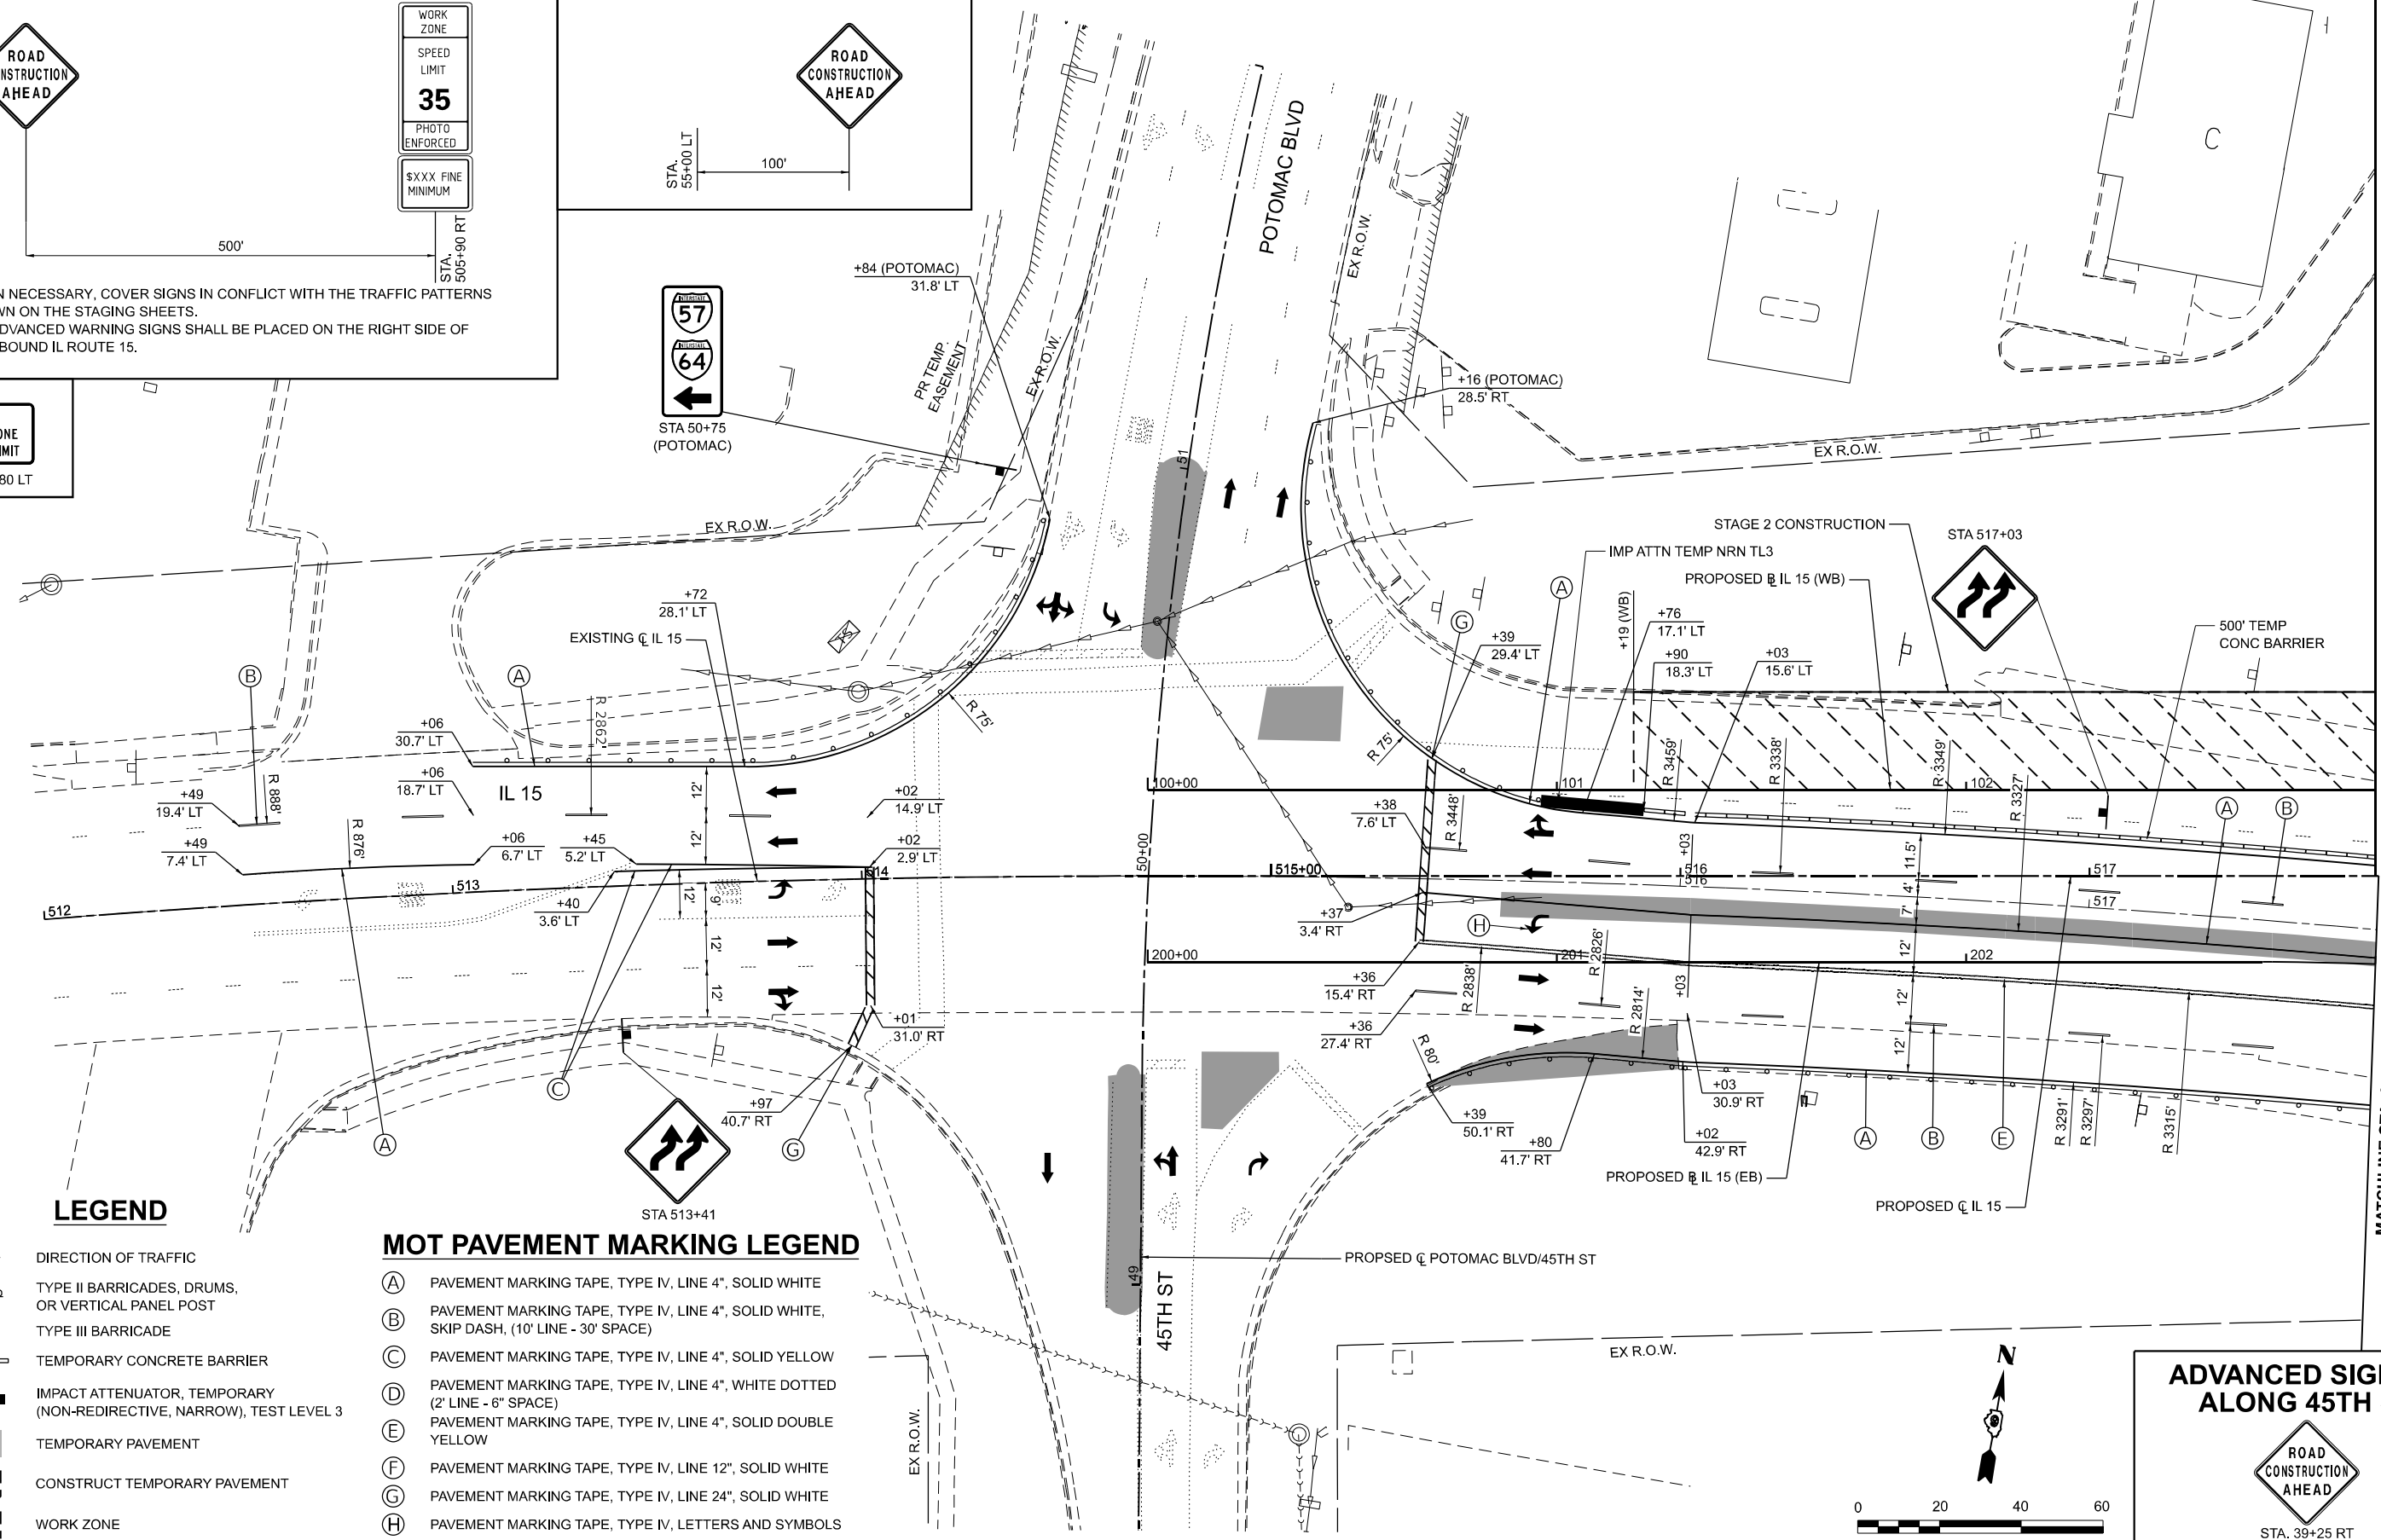 ROAD
NSTRUCTION
AHEAD
WORK
ZONE
SPEED
LIMIT
35
PHOTO
ENFORCED
$XXX FINE
MINIMUM
500'
STA.
505+90 RT
N NECESSARY, COVER SIGNS IN CONFLICT WITH THE TRAFFIC PATTERNS
WN ON THE STAGING SHEETS.
DVANCED WARNING SIGNS SHALL BE PLACED ON THE RIGHT SIDE OF
BOUND IL ROUTE 15.
ONE
MIT
80 LT
ROAD
CONSTRUCTION
AHEAD
STA.
55+00 LT
100'
INTERSTATE
57
INTERSTATE
64
STA 50+75
(POTOMAC)
+84 (POTOMAC)
31.8' LT
PR TEMP.
EASEMENT
EX R.O.W.
POTOMAC BLVD
EX R.O.W.
C
+16 (POTOMAC)
28.5' RT
EX R.O.W.
EX R.O.W.
51
STAGE 2 CONSTRUCTION
STA 517+03
IMP ATTN TEMP NRN TL3
PROPOSED B IL 15 (WB)
500' TEMP
CONC BARRIER
+72
28.1' LT
EXISTING ℄ IL 15
B
A
R 2862'
R 75'
R 75'
G
A
+39
29.4' LT
+19 (WB)
+76
17.1' LT
+90
18.3' LT
+03
15.6' LT
+06
30.7' LT
+06
18.7' LT
IL 15
R 888'
+49
19.4' LT
+49
7.4' LT
R 876'
+06
6.7' LT
+45
5.2' LT
+40
3.6' LT
12'
12'
+02
14.9' LT
+02
2.9' LT
12'
9'
12'
12'
512
513
514
100+00
101
102
50+00
515+00
516
516
517
517
200+00
201
202
+38
7.6' LT
R 3448'
R 3459'
R 3338'
R 3349'
R 3327'
A
B
+03
11.5'
4'
7'
12'
12'
12'
+37
3.4' RT
H
+36
15.4' RT
+36
27.4' RT
R 2838'
R 2826'
R 2814'
+03
R 80'
+39
50.1' RT
+80
41.7' RT
+03
30.9' RT
+02
42.9' RT
+01
31.0' RT
+97
40.7' RT
A
C
G
STA 513+41
A
B
E
R 3291'
R 3297'
R 3315'
PROPOSED B IL 15 (EB)
PROPOSED ℄ IL 15
PROPSED ℄ POTOMAC BLVD/45TH ST
49
45TH ST
EX R.O.W.
EX R.O.W.
LEGEND
DIRECTION OF TRAFFIC
TYPE II BARRICADES, DRUMS,
OR VERTICAL PANEL POST
TYPE III BARRICADE
TEMPORARY CONCRETE BARRIER
IMPACT ATTENUATOR, TEMPORARY
(NON-REDIRECTIVE, NARROW), TEST LEVEL 3
TEMPORARY PAVEMENT
CONSTRUCT TEMPORARY PAVEMENT
WORK ZONE
MOT PAVEMENT MARKING LEGEND
A PAVEMENT MARKING TAPE, TYPE IV, LINE 4", SOLID WHITE
B PAVEMENT MARKING TAPE, TYPE IV, LINE 4", SOLID WHITE,
SKIP DASH, (10' LINE - 30' SPACE)
C PAVEMENT MARKING TAPE, TYPE IV, LINE 4", SOLID YELLOW
D PAVEMENT MARKING TAPE, TYPE IV, LINE 4", WHITE DOTTED
(2' LINE - 6" SPACE)
E PAVEMENT MARKING TAPE, TYPE IV, LINE 4", SOLID DOUBLE
YELLOW
F PAVEMENT MARKING TAPE, TYPE IV, LINE 12", SOLID WHITE
G PAVEMENT MARKING TAPE, TYPE IV, LINE 24", SOLID WHITE
H PAVEMENT MARKING TAPE, TYPE IV, LETTERS AND SYMBOLS
N
0 20 40 60
ADVANCED SIG
ALONG 45TH
ROAD
CONSTRUCTION
AHEAD
STA. 39+25 RT